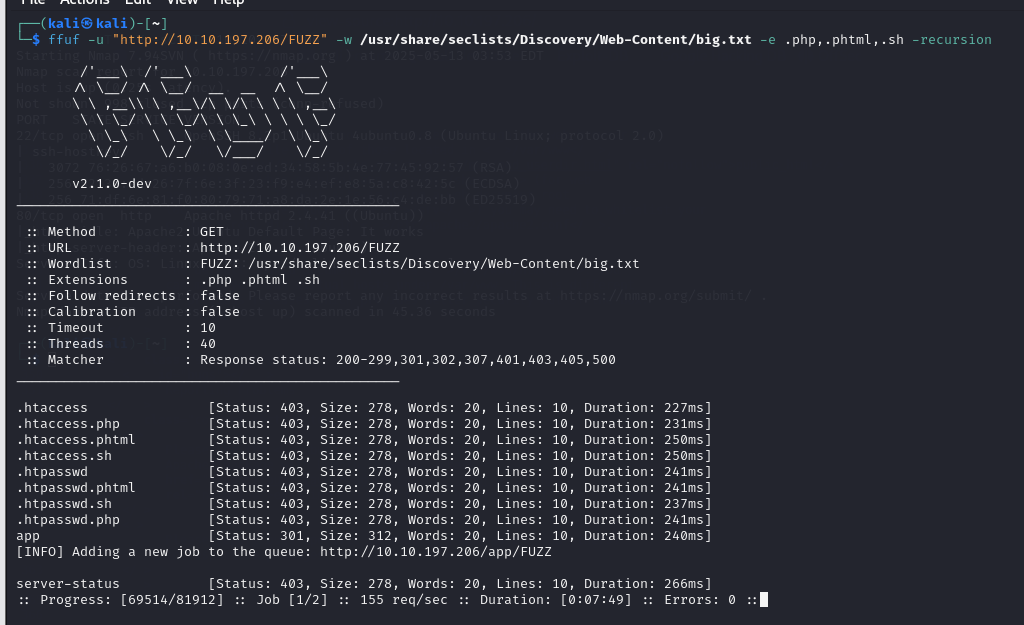 File Actions Edit View Help
┌──(kali㉿kali)-[~]
└─$ ffuf -u "http://10.10.197.206/FUZZ" -w /usr/share/seclists/Discovery/Web-Content/big.txt -e .php,.phtml,.sh -recursion
v2.1.0-dev
________________________________________________
:: Method           : GET
:: URL              : http://10.10.197.206/FUZZ
:: Wordlist         : FUZZ: /usr/share/seclists/Discovery/Web-Content/big.txt
:: Extensions       : .php .phtml .sh
:: Follow redirects : false
:: Calibration      : false
:: Timeout          : 10
:: Threads          : 40
:: Matcher          : Response status: 200-299,301,302,307,401,403,405,500
________________________________________________
.htaccess               [Status: 403, Size: 278, Words: 20, Lines: 10, Duration: 227ms]
.htaccess.php           [Status: 403, Size: 278, Words: 20, Lines: 10, Duration: 231ms]
.htaccess.phtml         [Status: 403, Size: 278, Words: 20, Lines: 10, Duration: 250ms]
.htaccess.sh            [Status: 403, Size: 278, Words: 20, Lines: 10, Duration: 250ms]
.htpasswd               [Status: 403, Size: 278, Words: 20, Lines: 10, Duration: 241ms]
.htpasswd.phtml         [Status: 403, Size: 278, Words: 20, Lines: 10, Duration: 241ms]
.htpasswd.sh            [Status: 403, Size: 278, Words: 20, Lines: 10, Duration: 237ms]
.htpasswd.php           [Status: 403, Size: 278, Words: 20, Lines: 10, Duration: 241ms]
app                     [Status: 301, Size: 312, Words: 20, Lines: 10, Duration: 240ms]
[INFO] Adding a new job to the queue: http://10.10.197.206/app/FUZZ
server-status           [Status: 403, Size: 278, Words: 20, Lines: 10, Duration: 266ms]
:: Progress: [69514/81912] :: Job [1/2] :: 155 req/sec :: Duration: [0:07:49] :: Errors: 0 ::